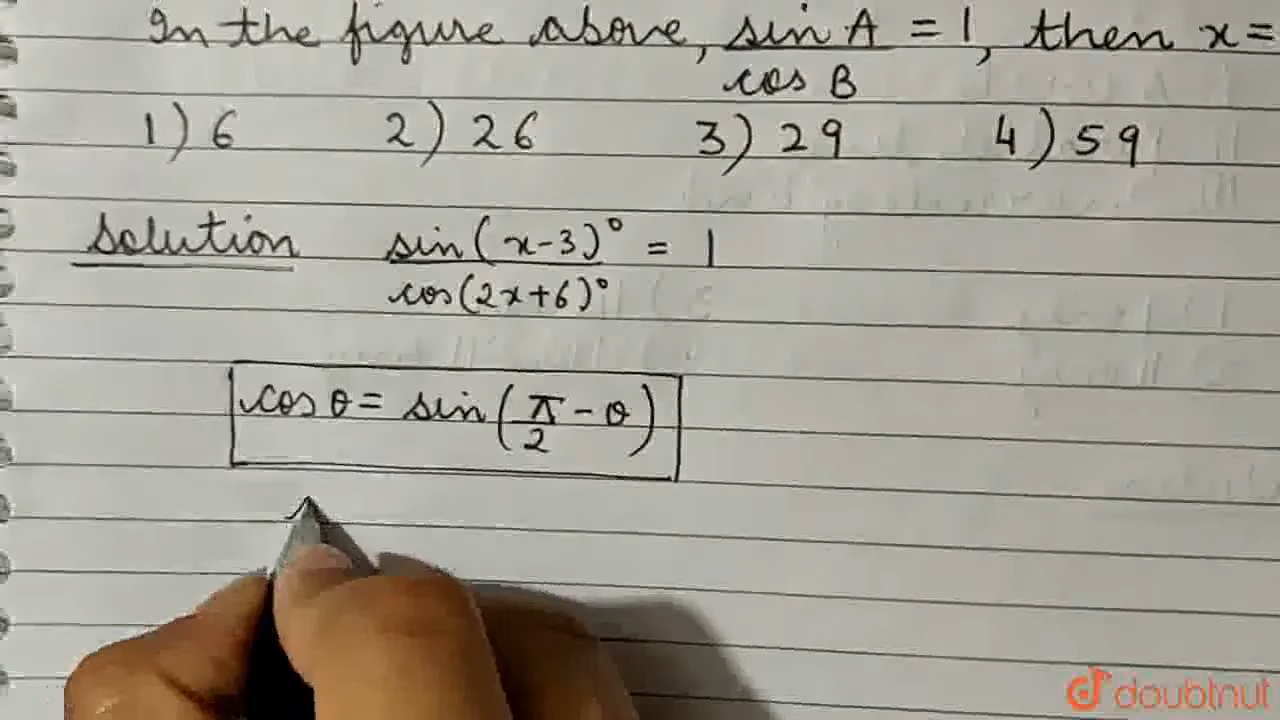 In the figure above, sin A / cos B = 1, then x =
1) 6 2) 26 3) 29 4) 59
Solution sin(x-3)° / cos(2x+6)° = 1
cos θ = sin(π/2 - θ)
doubtnut